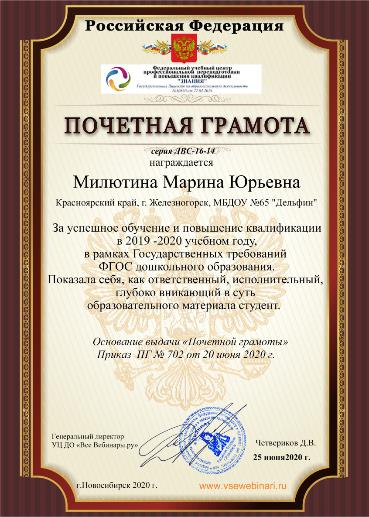 Российская Федерация
Федеральный учебный центр
профессиональной переподготовки
и повышения квалификации
"ЗНАНИЯ"
ПОЧЕТНАЯ ГРАМОТА
серия ДВС-16-14
награждается
Милютина Марина Юрьевна
Красноярский край, г. Железногорск, МБДОУ №65 "Дельфин"
За успешное обучение и повышение квалификации
в 2019 -2020 учебном году,
в рамках Государственных требований
ФГОС дошкольного образования.
Показала себя, как ответственный, исполнительный,
глубоко вникающий в суть
образовательного материала студент.
Основание выдачи «Почетной грамоты»
Приказ ПГ № 702 от 20 июня 2020 г.
Генеральный директор
УЦ ДО «Все Вебинары.ру»
Четвериков Д.В.
25 июня2020 г.
г.Новосибирск 2020 г.
www.vsewebinari.ru